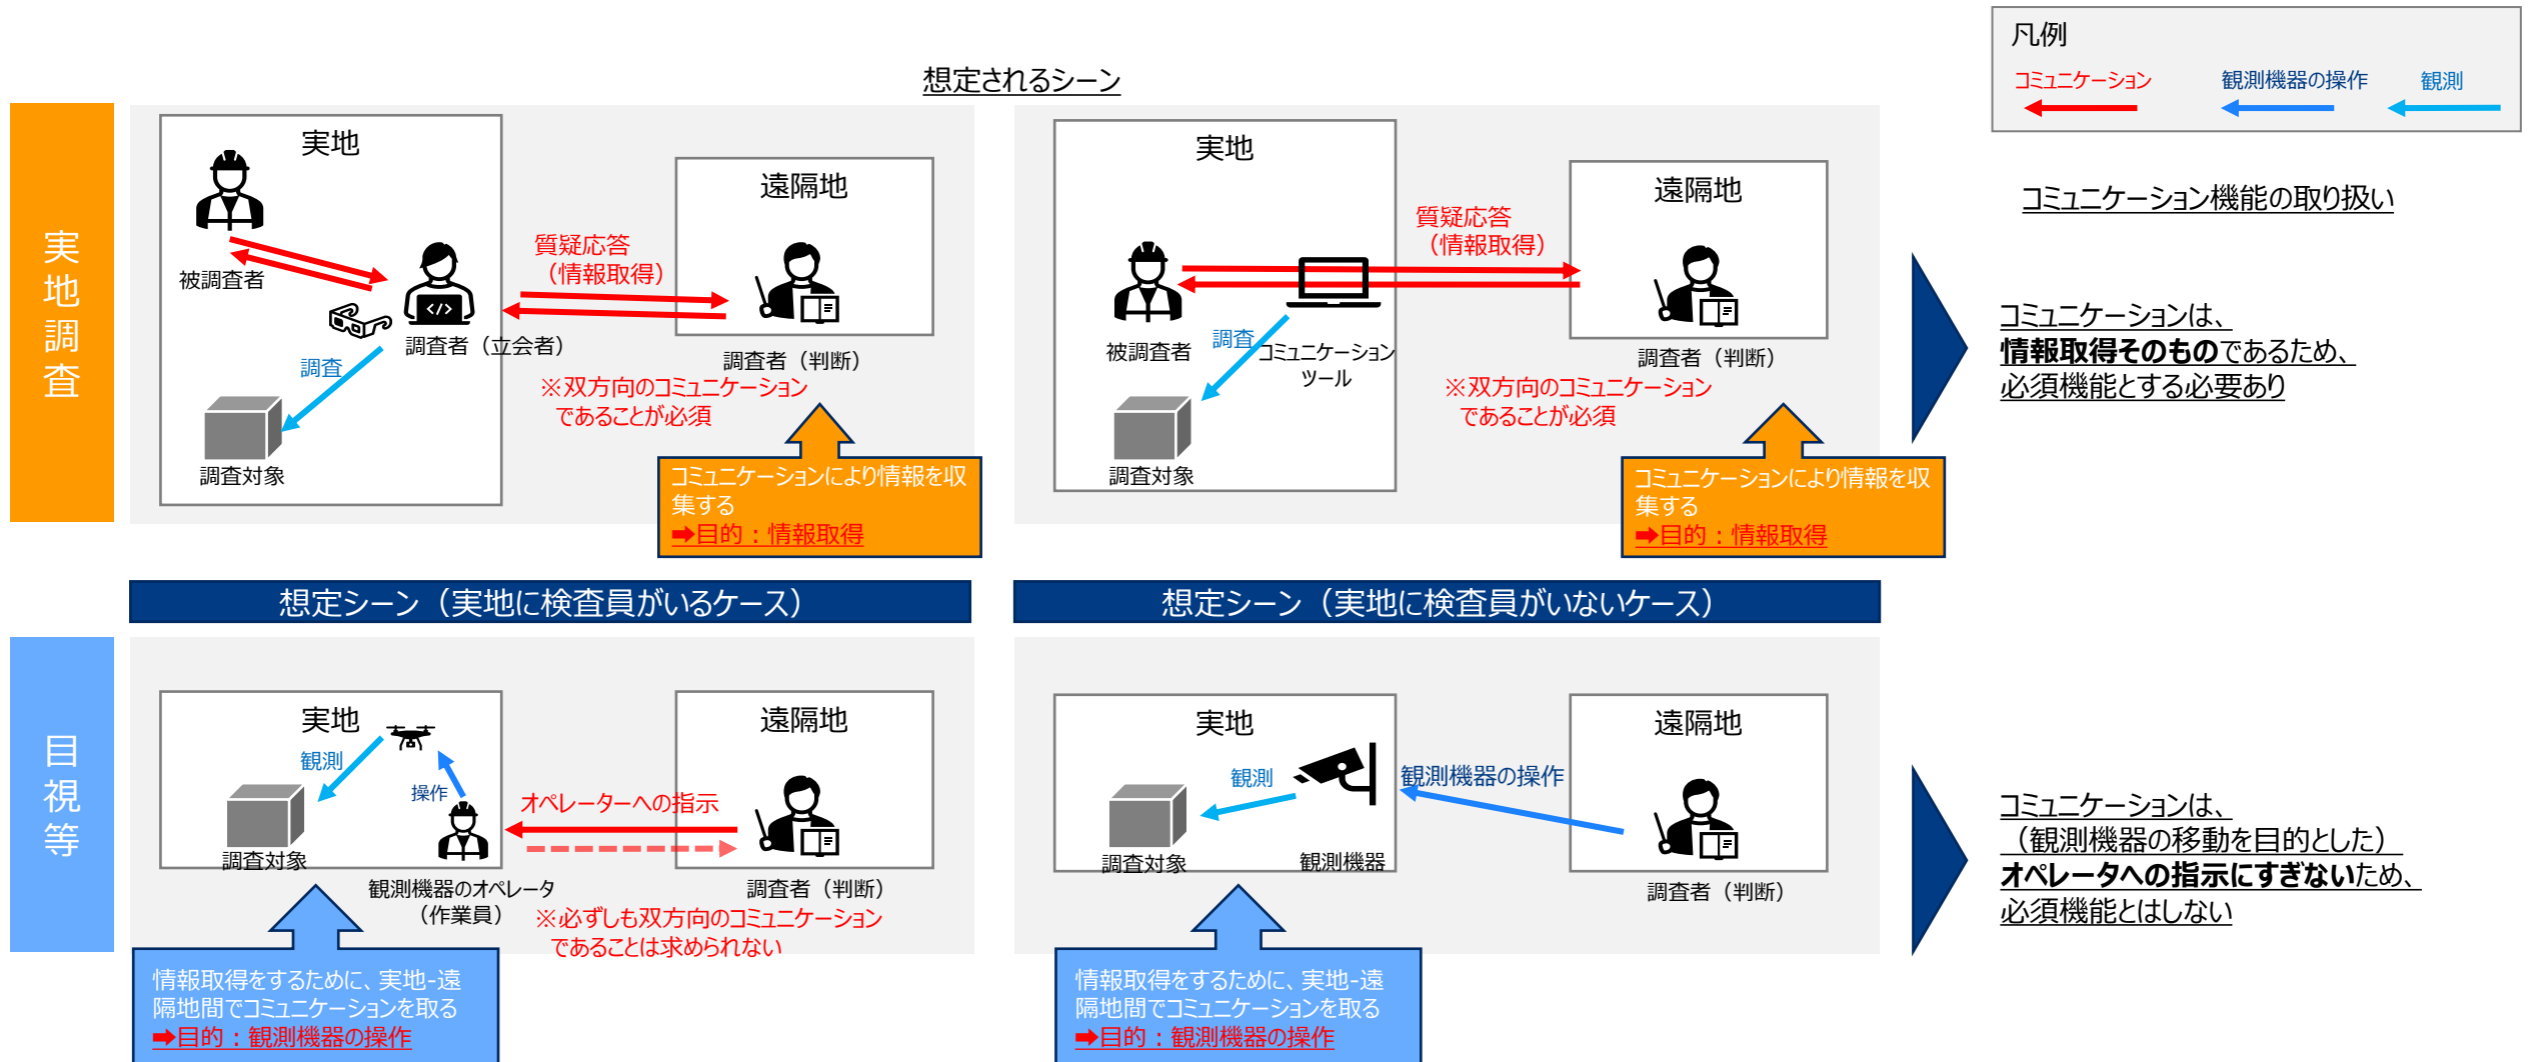 凡例
コミュニケーション
観測機器の操作
観測
想定されるシーン
コミュニケーション機能の取り扱い
実地調査
実地
被調査者
調査者（立会者）
調査
調査対象
質疑応答
（情報取得）
遠隔地
調査者（判断）
※双方向のコミュニケーション
であることが必須
コミュニケーションにより情報を収
集する
➡目的：情報取得
実地
被調査者
調査
コミュニケーション
ツール
調査対象
質疑応答
（情報取得）
遠隔地
調査者（判断）
※双方向のコミュニケーション
であることが必須
コミュニケーションにより情報を収
集する
➡目的：情報取得
コミュニケーションは、
情報取得そのものであるため、
必須機能とする必要あり
想定シーン（実地に検査員がいるケース）
想定シーン（実地に検査員がいないケース）
目視等
実地
観測
操作
調査対象
観測機器のオペレータ
（作業員）
オペレーターへの指示
遠隔地
調査者（判断）
※必ずしも双方向のコミュニケーション
であることは求められない
情報取得をするために、実地-遠
隔地間でコミュニケーションを取る
➡目的：観測機器の操作
実地
観測
調査対象
観測機器
観測機器の操作
遠隔地
調査者（判断）
情報取得をするために、実地-遠
隔地間でコミュニケーションを取る
➡目的：観測機器の操作
コミュニケーションは、
（観測機器の移動を目的とした）
オペレータへの指示にすぎないため、
必須機能とはしない